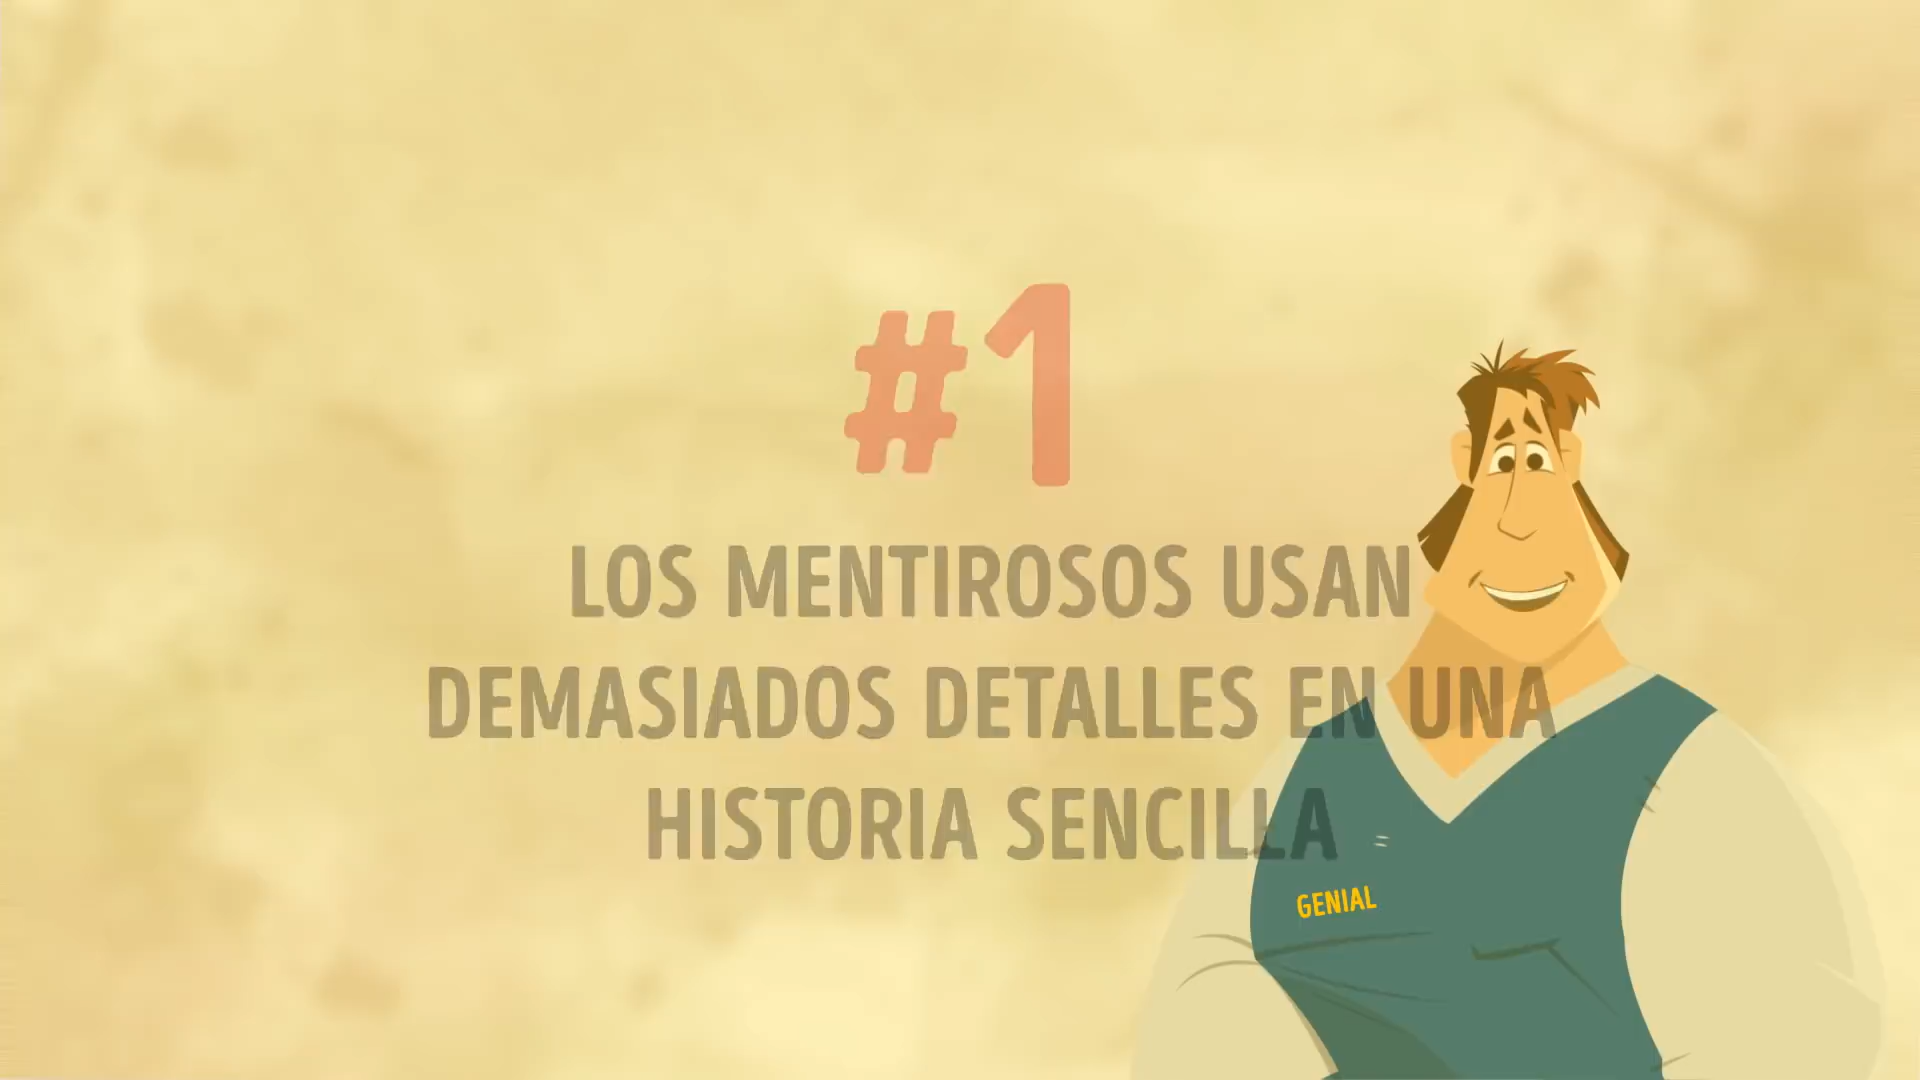 #1
LOS MENTIROSOS USAN
DEMASIADOS DETALLES EN UNA
HISTORIA SENCILLA
GENIAL